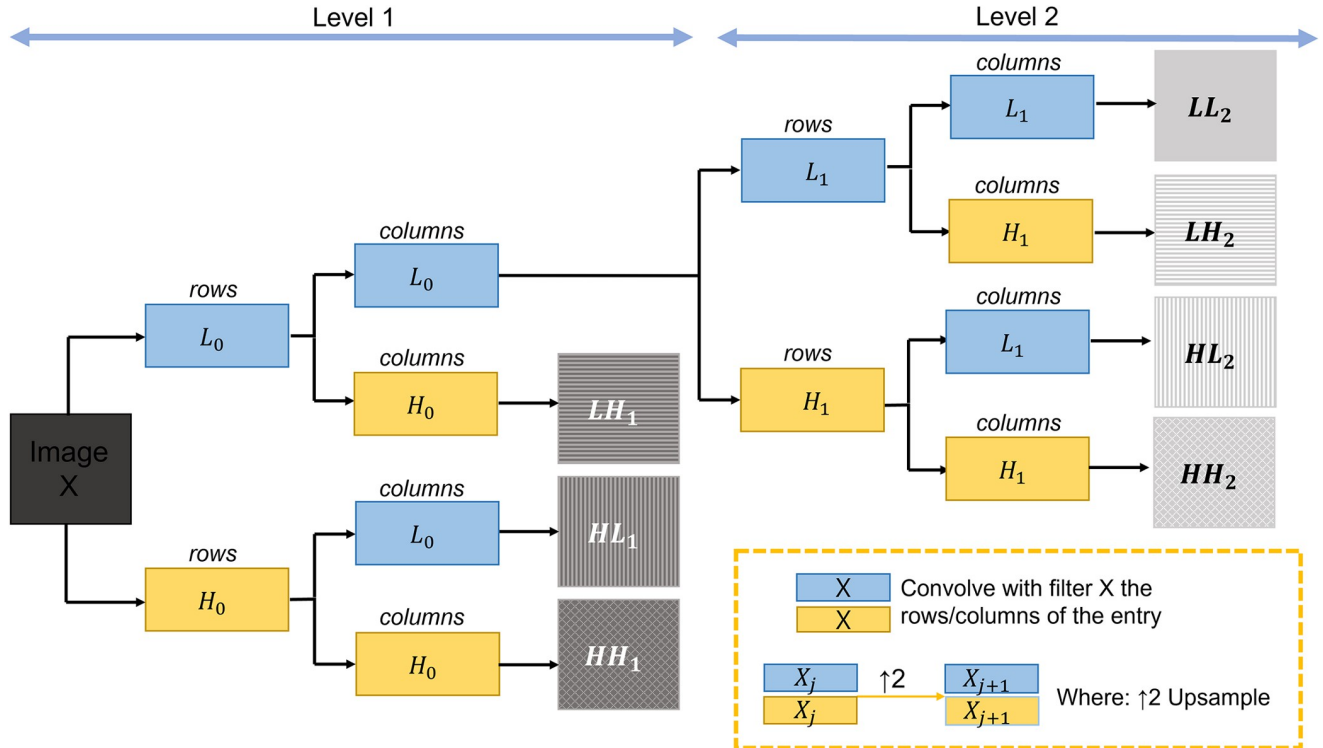 Level 1
Level 2
rows
L₀
columns
L₀
columns
H₀
LH₁
Image
X
rows
H₀
columns
L₀
HL₁
columns
H₀
HH₁
rows
L₁
columns
L₁
LL₂
columns
H₁
LH₂
rows
H₁
columns
L₁
HL₂
columns
H₁
HH₂
X
X
Convolve with filter X the
rows/columns of the entry
Xⱼ
Xⱼ
↑2
Xⱼ₊₁
Xⱼ₊₁
Where: ↑2 Upsample